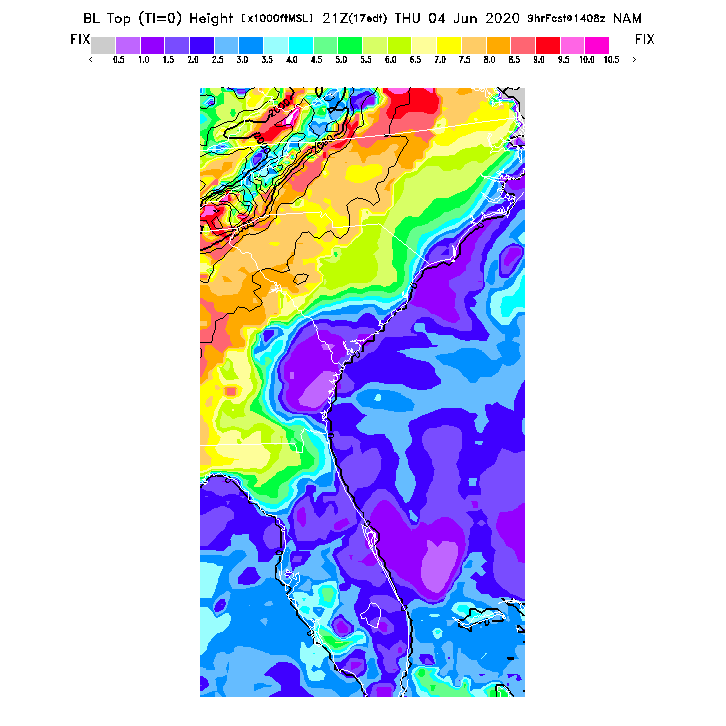 BL Top (TI=0) Height [x1000ftMSL] 21Z(17edt) THU 04 Jun 2020 9hrFcst@1408z NAM
FIX FIX
< 0.5 1.0 1.5 2.0 2.5 3.0 3.5 4.0 4.5 5.0 5.5 6.0 6.5 7.0 7.5 8.0 8.5 9.0 9.5 10.0 10.5 >